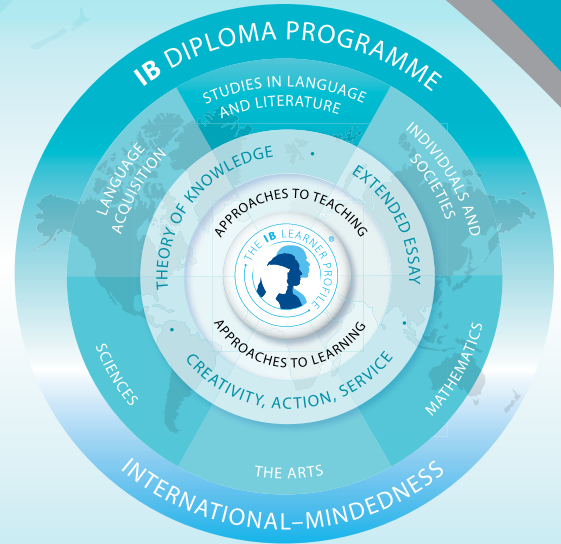 IB DIPLOMA PROGRAMME
STUDIES IN LANGUAGE
AND LITERATURE
LANGUAGE
ACQUISITION
INDIVIDUALS AND
SOCIETIES
THEORY OF KNOWLEDGE
EXTENDED ESSAY
APPROACHES TO TEACHING
THE IB LEARNER PROFILE ®
APPROACHES TO LEARNING
CREATIVITY, ACTION, SERVICE
SCIENCES
MATHEMATICS
THE ARTS
INTERNATIONAL–MINDEDNESS